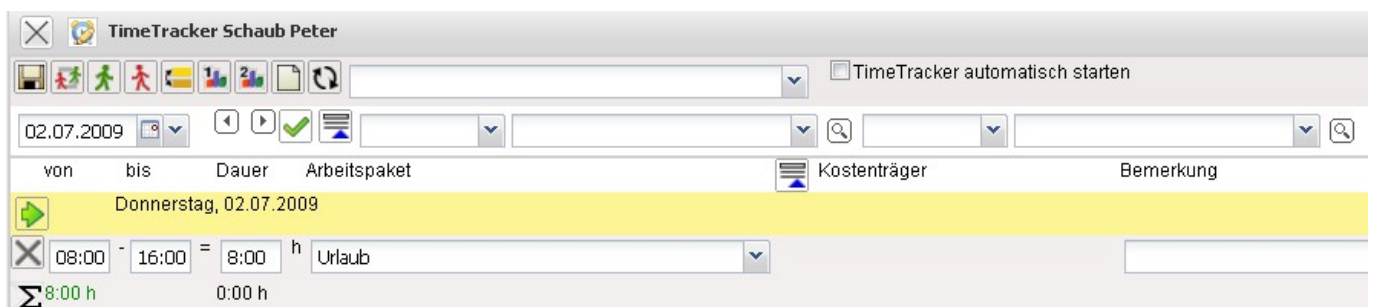 TimeTracker Schaub Peter
TimeTracker automatisch starten
02.07.2009
von bis Dauer Arbeitspaket Kostenträger Bemerkung
Donnerstag, 02.07.2009
08:00 - 16:00 = 8:00 h Urlaub
Σ 8:00 h 0:00 h